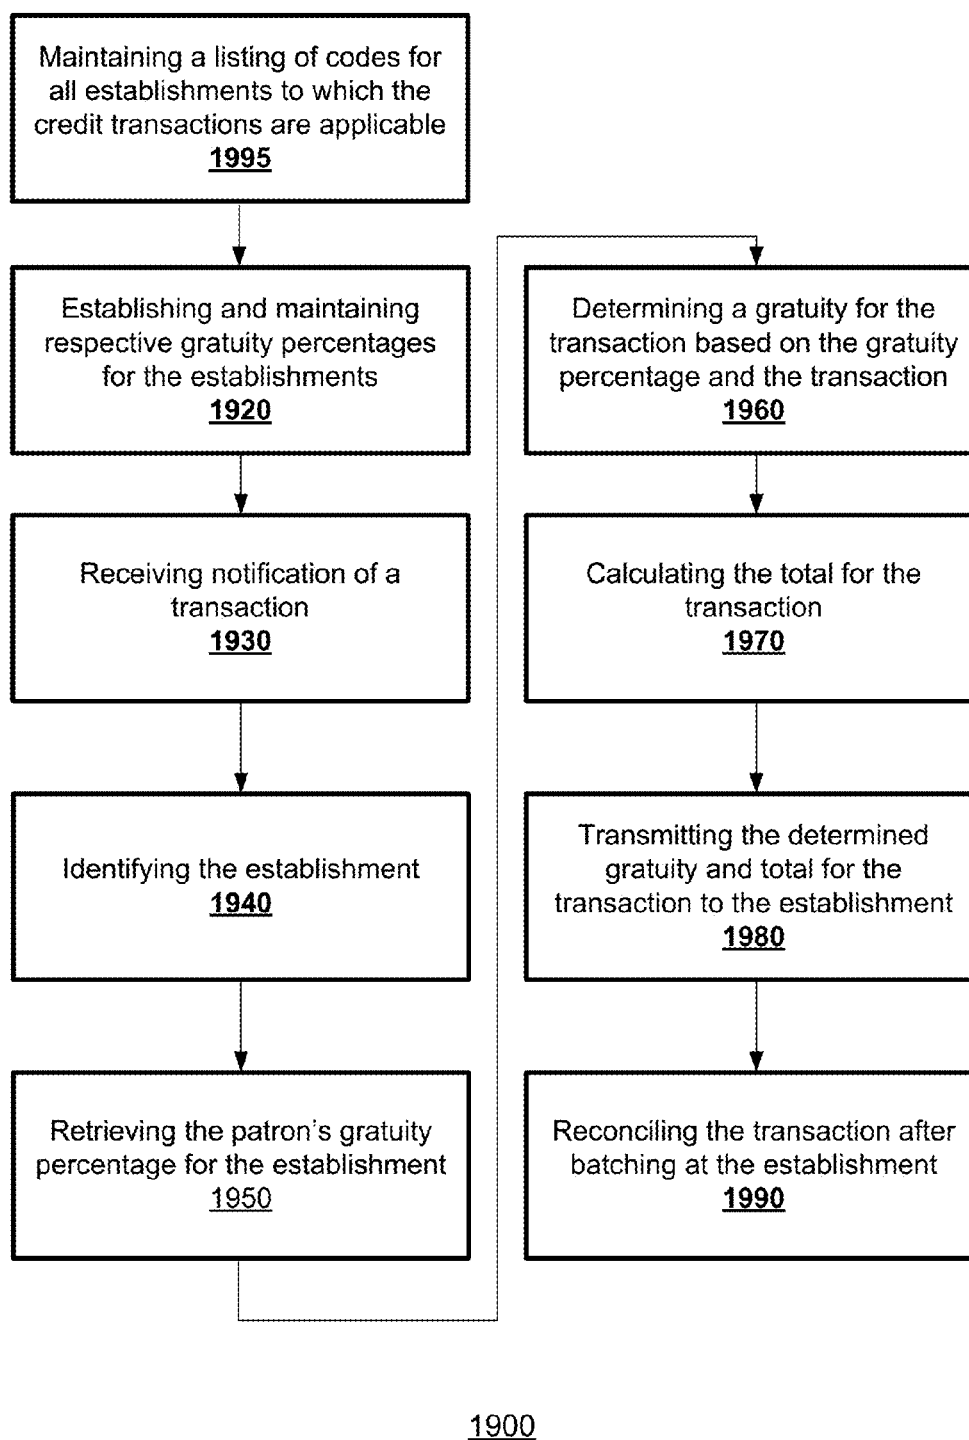 Maintaining a listing of codes for
all establishments to which the
credit transactions are applicable
1995
Establishing and maintaining
respective gratuity percentages
for the establishments
1920
Receiving notification of a
transaction
1930
Identifying the establishment
1940
Retrieving the patron's gratuity
percentage for the establishment
1950
Determining a gratuity for the
transaction based on the gratuity
percentage and the transaction
1960
Calculating the total for the
transaction
1970
Transmitting the determined
gratuity and total for the
transaction to the establishment
1980
Reconciling the transaction after
batching at the establishment
1990
1900